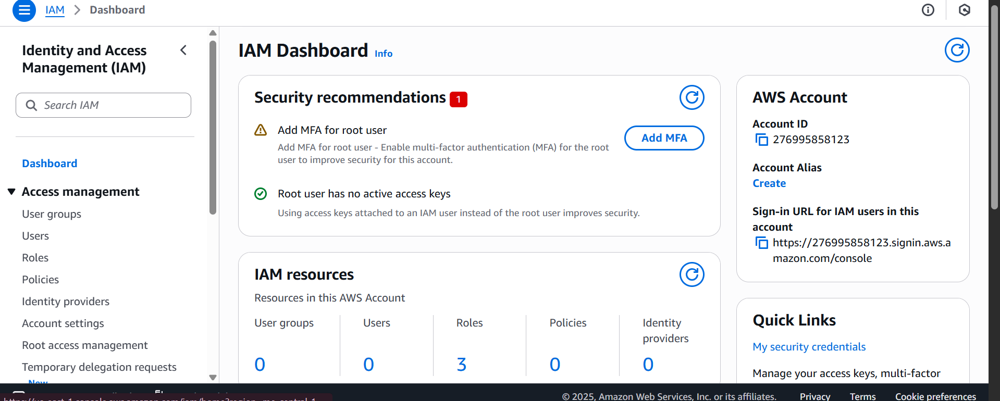 IAM > Dashboard
Identity and Access
Management (IAM)
Search IAM
Dashboard
Access management
User groups
Users
Roles
Policies
Identity providers
Account settings
Root access management
Temporary delegation requests
New
IAM Dashboard Info
Security recommendations 1
Add MFA for root user
Add MFA for root user - Enable multi-factor authentication (MFA) for the root
user to improve security for this account.
Add MFA
Root user has no active access keys
Using access keys attached to an IAM user instead of the root user improves security.
IAM resources
Resources in this AWS Account
User groups
0
Users
0
Roles
3
Policies
0
Identity
providers
0
AWS Account
Account ID
276995858123
Account Alias
Create
Sign-in URL for IAM users in this
account
https://276995858123.signin.aws.a
mazon.com/console
Quick Links
My security credentials
Manage your access keys, multi-factor
© 2025, Amazon Web Services, Inc. or its affiliates.
Privacy
Terms
Cookie preferences